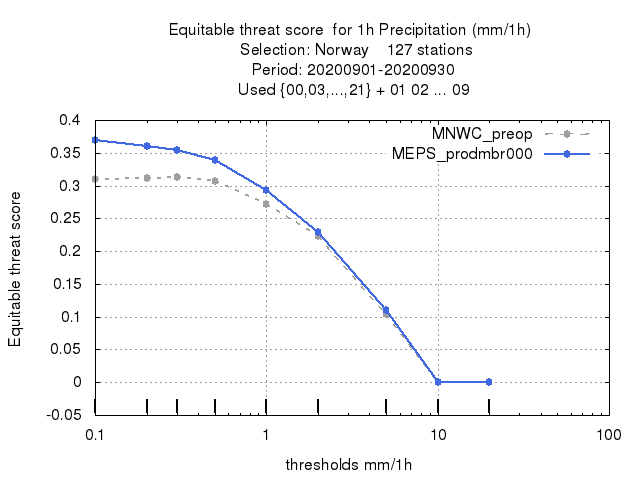 Equitable threat score  for 1h Precipitation (mm/1h)
Selection: Norway    127 stations
Period: 20200901-20200930
Used {00,03,...,21} + 01 02 ... 09
MNWC_preop
MEPS_prodmbr000
Equitable threat score
0.4
0.35
0.3
0.25
0.2
0.15
0.1
0.05
0
-0.05
0.1
1
10
100
thresholds mm/1h